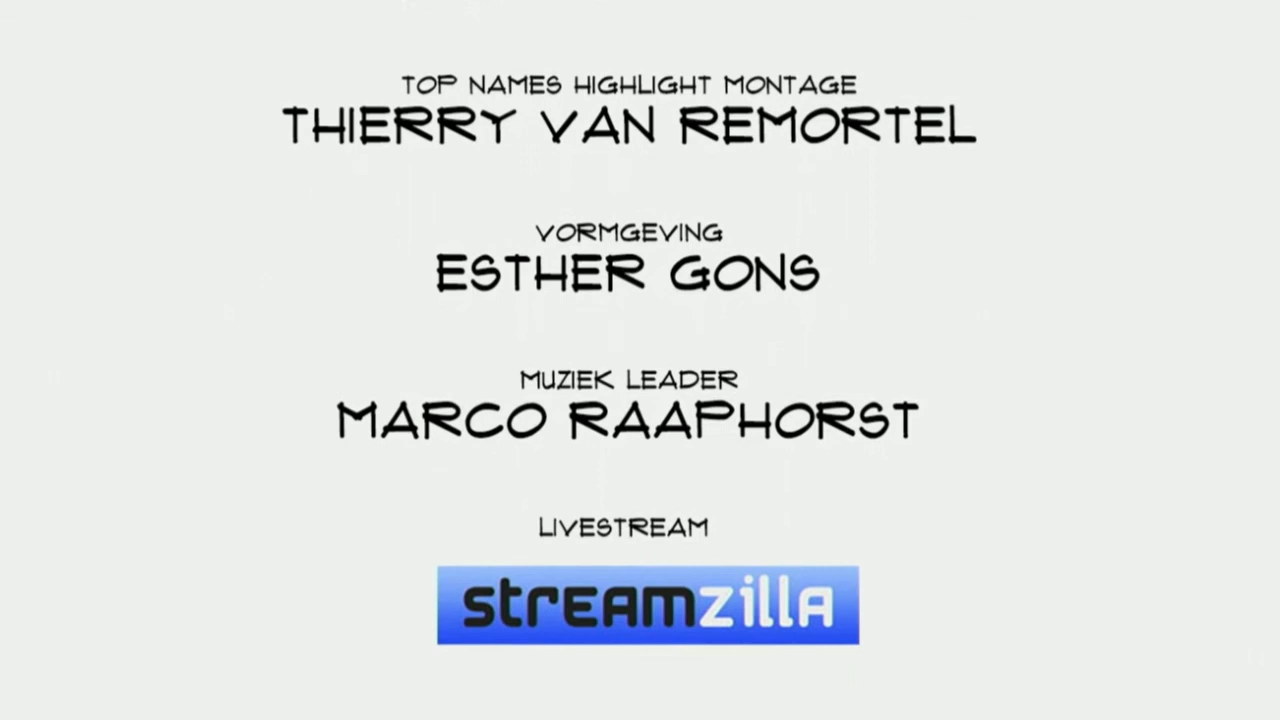 TOP NAMES HIGHLIGHT MONTAGE
THIERRY VAN REMORTEL
VORMGEVING
ESTHER GONS
MUZIEK LEADER
MARCO RAAPHORST
LIVESTREAM
streamzilla